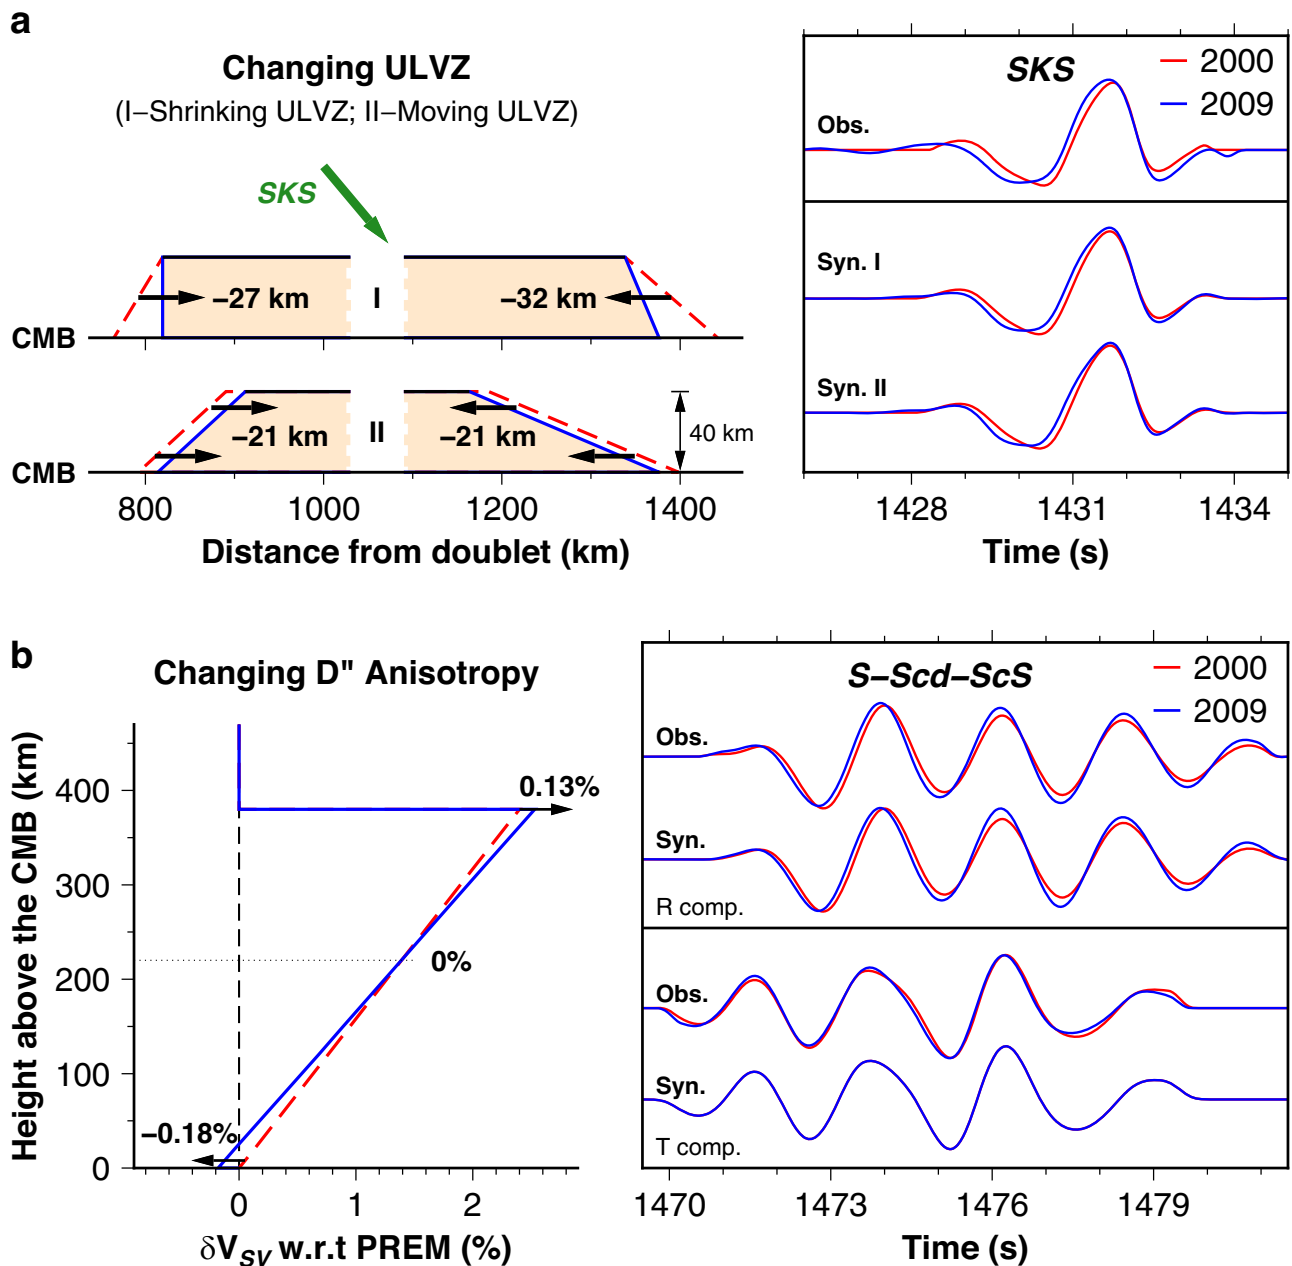 a
Changing ULVZ
(I–Shrinking ULVZ; II–Moving ULVZ)
SKS
–27 km
I
–32 km
CMB
–21 km
II
–21 km
40 km
CMB
800 1000 1200 1400
Distance from doublet (km)
SKS
2000
2009
Obs.
Syn. I
Syn. II
1428 1431 1434
Time (s)
b
Changing D" Anisotropy
Height above the CMB (km)
400
300
200
100
0
0.13%
0%
–0.18%
0 1 2
δV_SV w.r.t PREM (%)
S–Scd–ScS
2000
2009
Obs.
Syn.
R comp.
Obs.
Syn.
T comp.
1470 1473 1476 1479
Time (s)